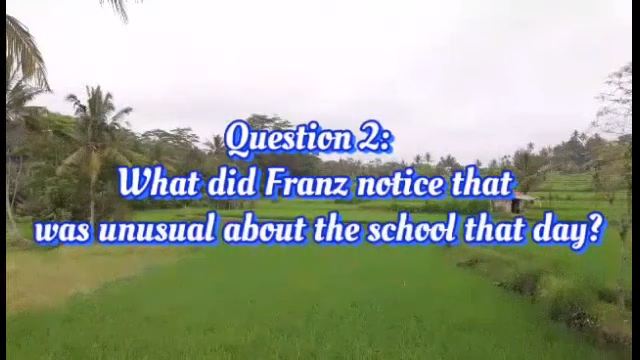 Question 2:
What did Franz notice that
was unusual about the school that day?